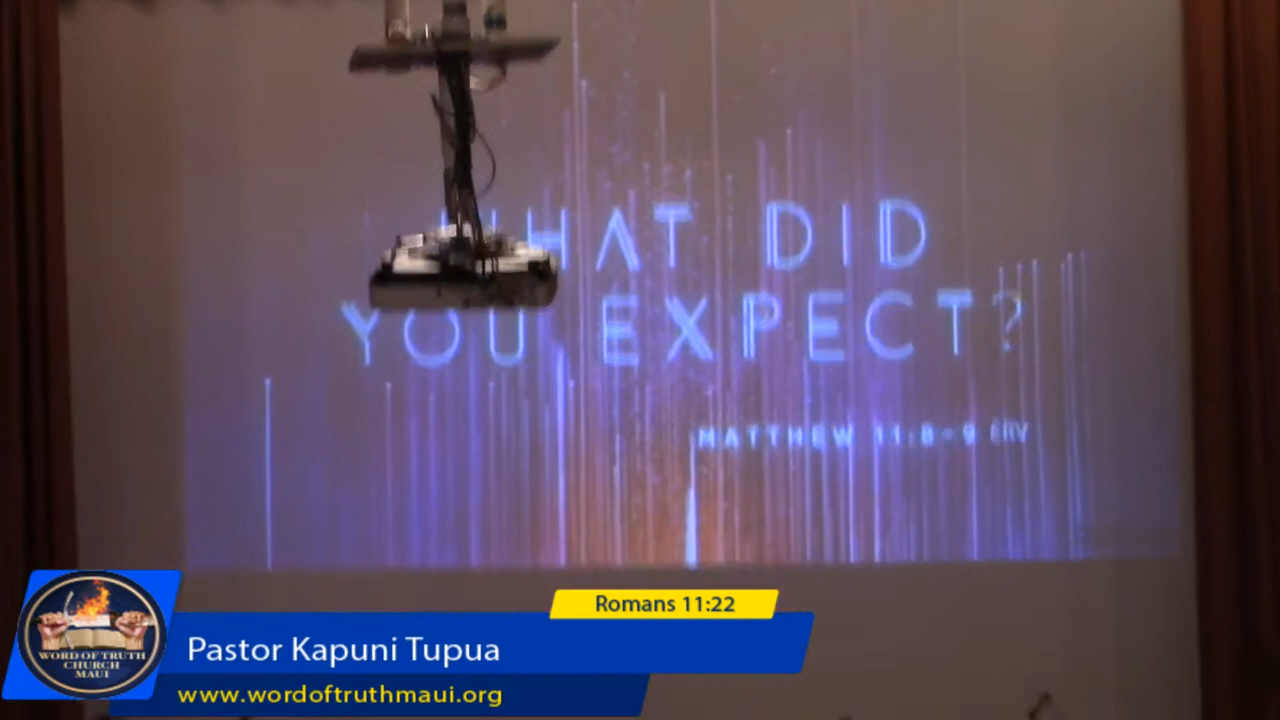 WHAT DID
YOU EXPECT?
MATTHEW 11:8-9 ERV
Romans 11:22
Pastor Kapuni Tupua
WORD OF TRUTH
CHURCH
MAUI
www.wordoftruthmaui.org